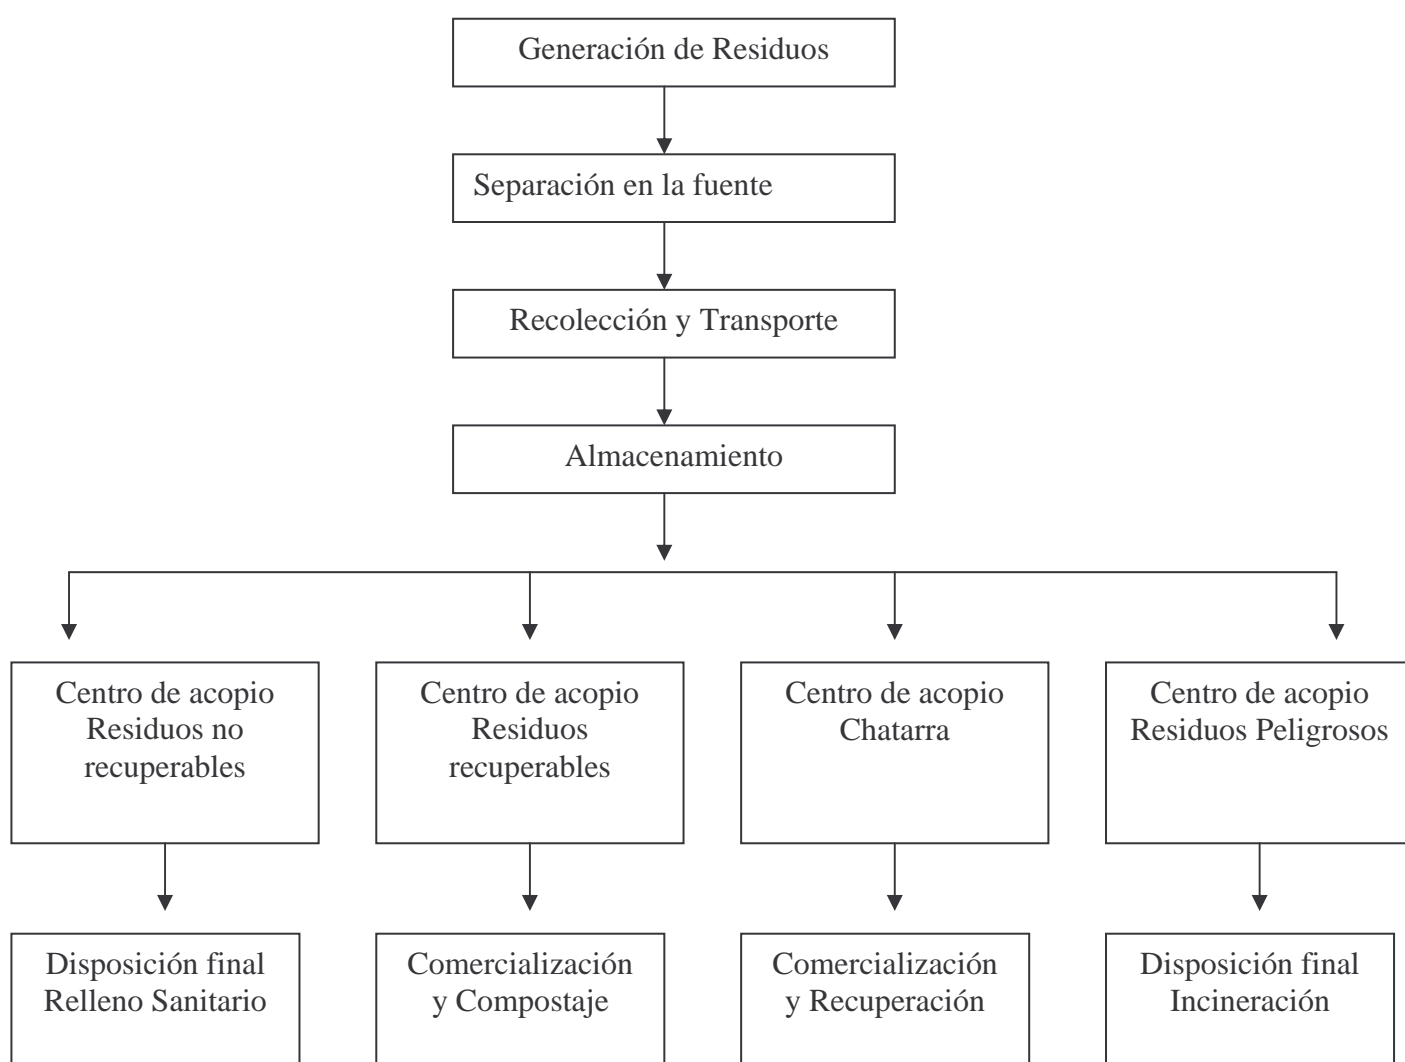 Generación de Residuos
Separación en la fuente
Recolección y Transporte
Almacenamiento
Centro de acopio
Residuos no
recuperables
Centro de acopio
Residuos
recuperables
Centro de acopio
Chatarra
Centro de acopio
Residuos Peligrosos
Disposición final
Relleno Sanitario
Comercialización
y Compostaje
Comercialización
y Recuperación
Disposición final
Incineración